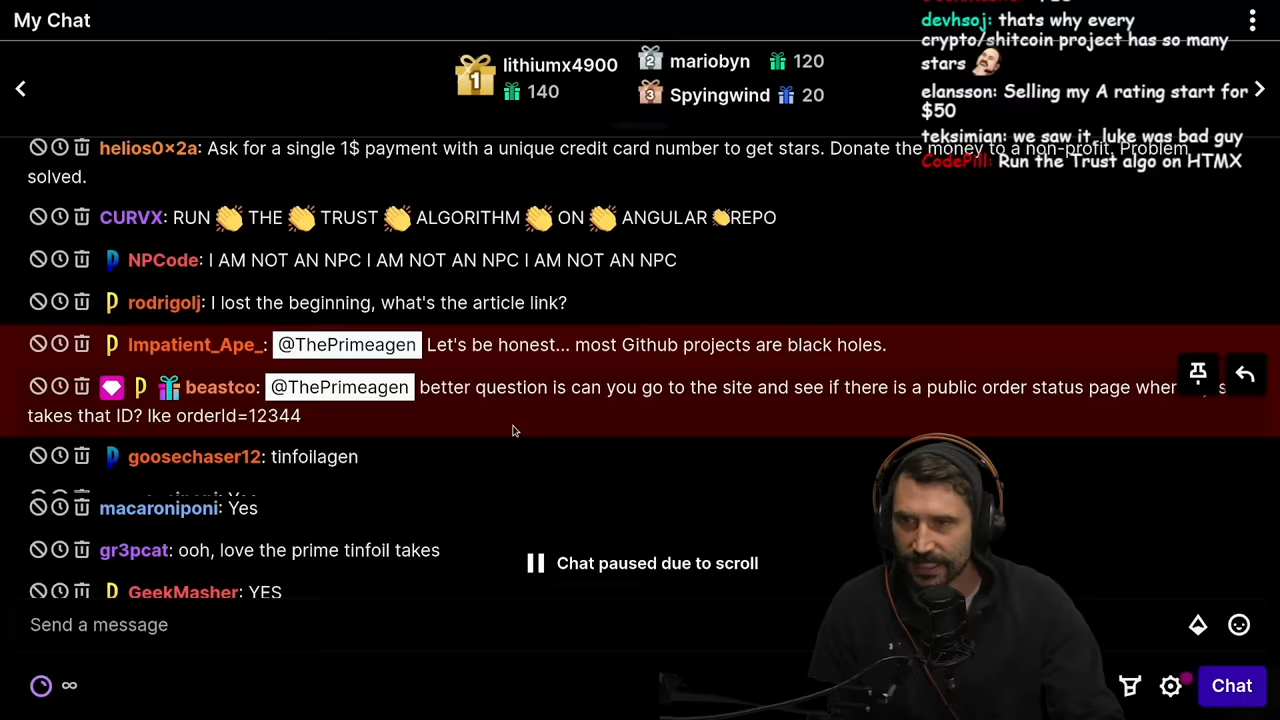 My Chat
lithiumx4900
140
2 mariobyn 120
3 Spyingwind 20
1
devhsoj: thats why every
crypto/shitcoin project has so many
stars
elansson: Selling my A rating start for
$50
teksimian: we saw it, luke was bad guy
CodePill: Run the Trust algo on HTMX
helios0x2a: Ask for a single 1$ payment with a unique credit card number to get stars. Donate the money to a non-profit. Problem
solved.
CURVX: RUN 👏 THE 👏 TRUST 👏 ALGORITHM 👏 ON 👏 ANGULAR 👏REPO
NPCode: I AM NOT AN NPC I AM NOT AN NPC I AM NOT AN NPC
rodrigolj: I lost the beginning, what's the article link?
Impatient_Ape_: @ThePrimeagen Let's be honest... most Github projects are black holes.
beastco: @ThePrimeagen better question is can you go to the site and see if there is a public order status page wher
takes that ID? lke orderId=12344
goosechaser12: tinfoilagen
macaroniponi: Yes
gr3pcat: ooh, love the prime tinfoil takes
Chat paused due to scroll
GeekMasher: YES
Send a message
Chat